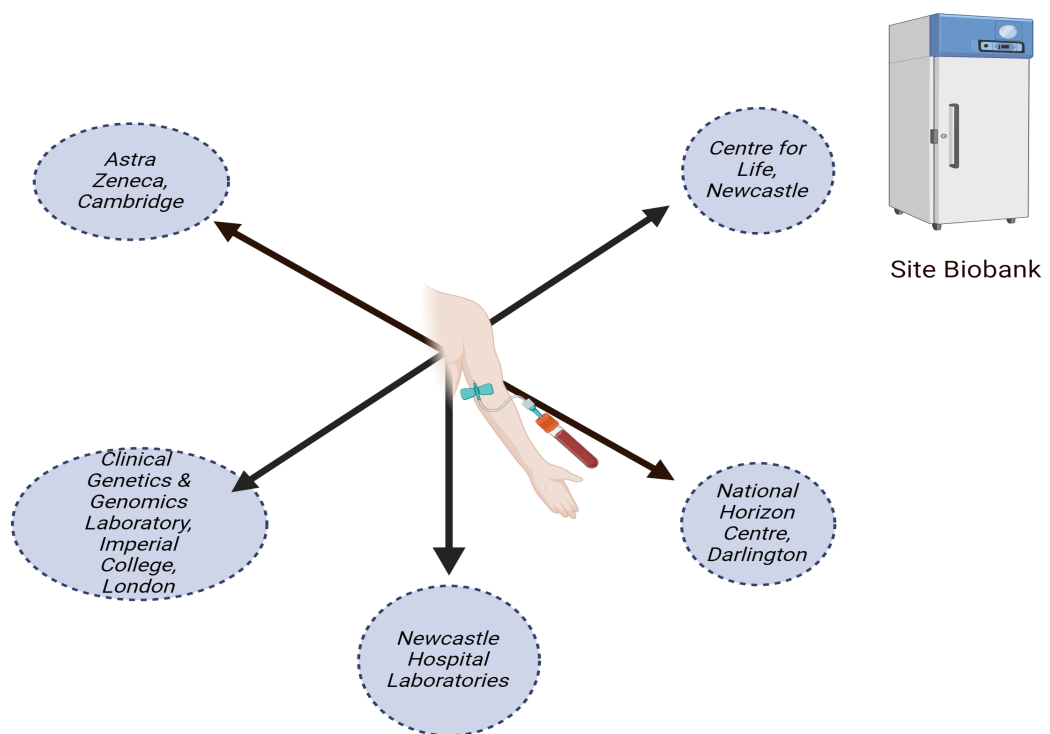 Astra
Zeneca,
Cambridge
Centre for
Life,
Newcastle
Site Biobank
Clinical
Genetics &
Genomics
Laboratory,
Imperial
College,
London
National
Horizon
Centre,
Darlington
Newcastle
Hospital
Laboratories